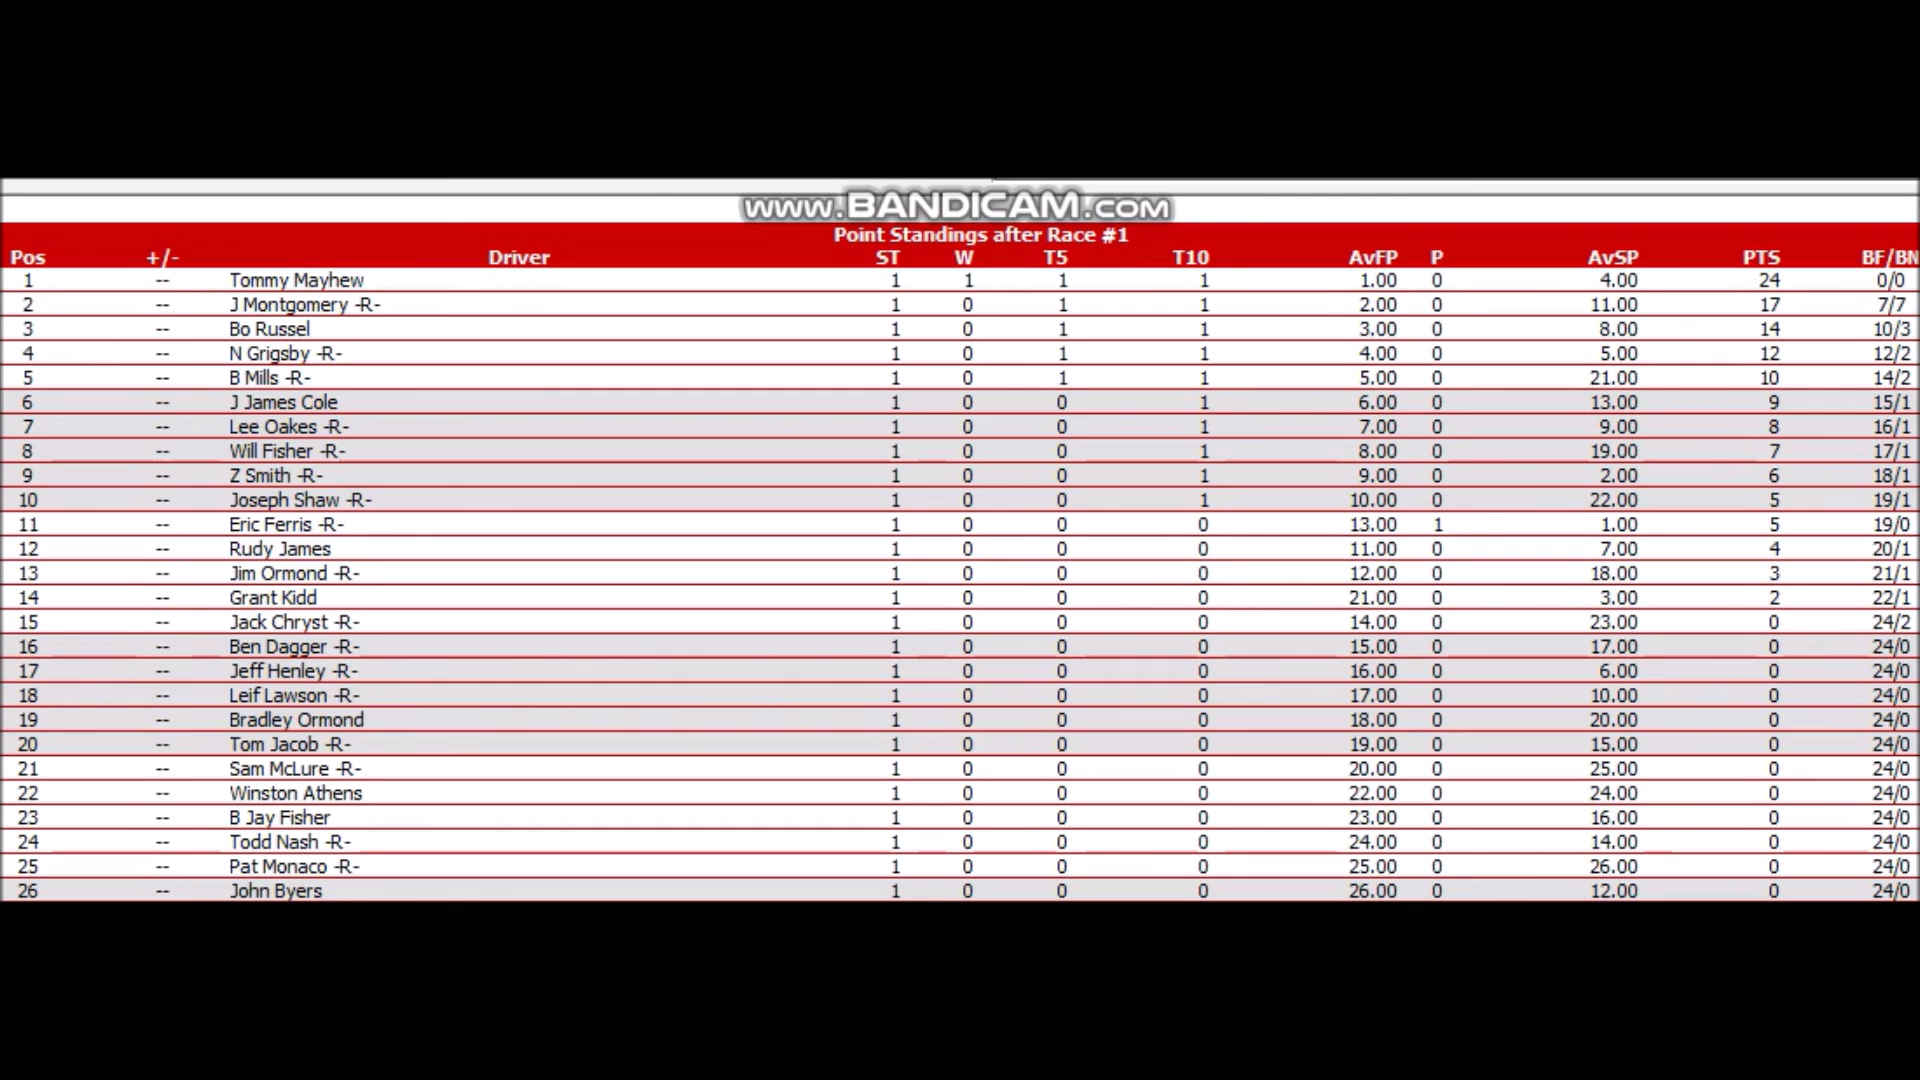 www.BANDICAM.com
Point Standings after Race #1
Pos +/- Driver ST W T5 T10 AvFP P AvSP PTS BF/BN
1 -- Tommy Mayhew 1 1 1 1 1.00 0 4.00 24 0/0
2 -- J Montgomery -R- 1 0 1 1 2.00 0 11.00 17 7/7
3 -- Bo Russel 1 0 1 1 3.00 0 8.00 14 10/3
4 -- N Grigsby -R- 1 0 1 1 4.00 0 5.00 12 12/2
5 -- B Mills -R- 1 0 1 1 5.00 0 21.00 10 14/2
6 -- J James Cole 1 0 0 1 6.00 0 13.00 9 15/1
7 -- Lee Oakes -R- 1 0 0 1 7.00 0 9.00 8 16/1
8 -- Will Fisher -R- 1 0 0 1 8.00 0 19.00 7 17/1
9 -- Z Smith -R- 1 0 0 1 9.00 0 2.00 6 18/1
10 -- Joseph Shaw -R- 1 0 0 1 10.00 0 22.00 5 19/1
11 -- Eric Ferris -R- 1 0 0 0 13.00 1 1.00 5 19/0
12 -- Rudy James 1 0 0 0 11.00 0 7.00 4 20/1
13 -- Jim Ormond -R- 1 0 0 0 12.00 0 18.00 3 21/1
14 -- Grant Kidd 1 0 0 0 21.00 0 3.00 2 22/1
15 -- Jack Chryst -R- 1 0 0 0 14.00 0 23.00 0 24/2
16 -- Ben Dagger -R- 1 0 0 0 15.00 0 17.00 0 24/0
17 -- Jeff Henley -R- 1 0 0 0 16.00 0 6.00 0 24/0
18 -- Leif Lawson -R- 1 0 0 0 17.00 0 10.00 0 24/0
19 -- Bradley Ormond 1 0 0 0 18.00 0 20.00 0 24/0
20 -- Tom Jacob -R- 1 0 0 0 19.00 0 15.00 0 24/0
21 -- Sam McLure -R- 1 0 0 0 20.00 0 25.00 0 24/0
22 -- Winston Athens 1 0 0 0 22.00 0 24.00 0 24/0
23 -- B Jay Fisher 1 0 0 0 23.00 0 16.00 0 24/0
24 -- Todd Nash -R- 1 0 0 0 24.00 0 14.00 0 24/0
25 -- Pat Monaco -R- 1 0 0 0 25.00 0 26.00 0 24/0
26 -- John Byers 1 0 0 0 26.00 0 12.00 0 24/0